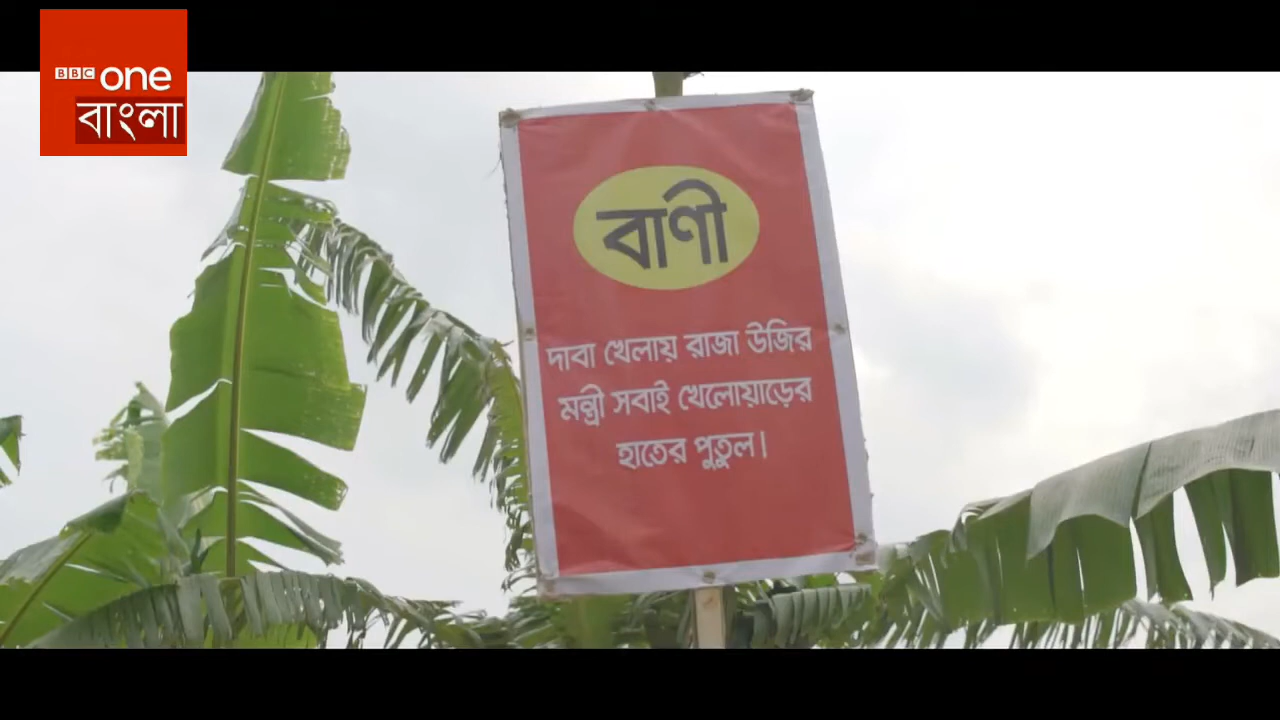 BBC one
বাংলা
বাণী
দাবা খেলায় রাজা উজির
মন্ত্রী সবাই খেলোয়াড়ের
হাতের পুতুল।